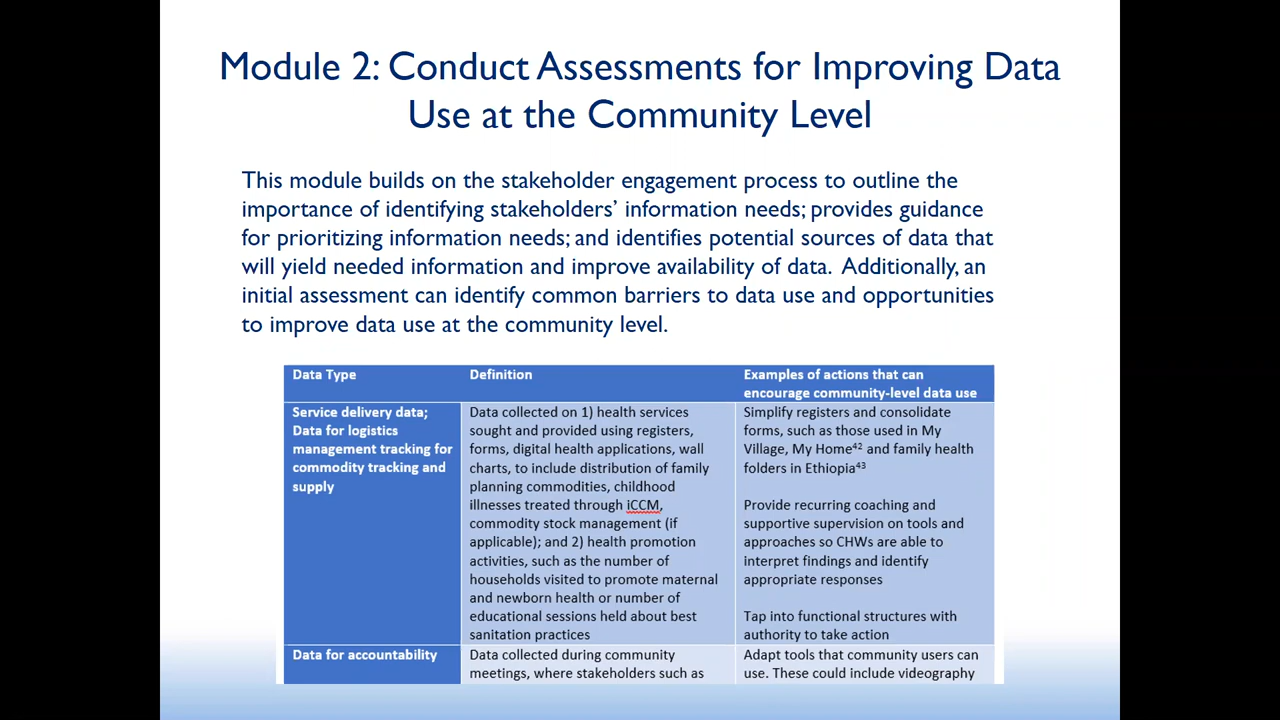 Module 2: Conduct Assessments for Improving Data
Use at the Community Level
This module builds on the stakeholder engagement process to outline the
importance of identifying stakeholders’ information needs; provides guidance
for prioritizing information needs; and identifies potential sources of data that
will yield needed information and improve availability of data. Additionally, an
initial assessment can identify common barriers to data use and opportunities
to improve data use at the community level.
Data Type
Definition
Examples of actions that can
encourage community-level data use
Service delivery data;
Data for logistics
management tracking for
commodity tracking and
supply
Data collected on 1) health services
sought and provided using registers,
forms, digital health applications, wall
charts, to include distribution of family
planning commodities, childhood
illnesses treated through iCCM,
commodity stock management (if
applicable); and 2) health promotion
activities, such as the number of
households visited to promote maternal
and newborn health or number of
educational sessions held about best
sanitation practices
Simplify registers and consolidate
forms, such as those used in My
Village, My Home⁴² and family health
folders in Ethiopia⁴³
Provide recurring coaching and
supportive supervision on tools and
approaches so CHWs are able to
interpret findings and identify
appropriate responses
Tap into functional structures with
authority to take action
Data for accountability
Data collected during community
meetings, where stakeholders such as
Adapt tools that community users can
use. These could include videography